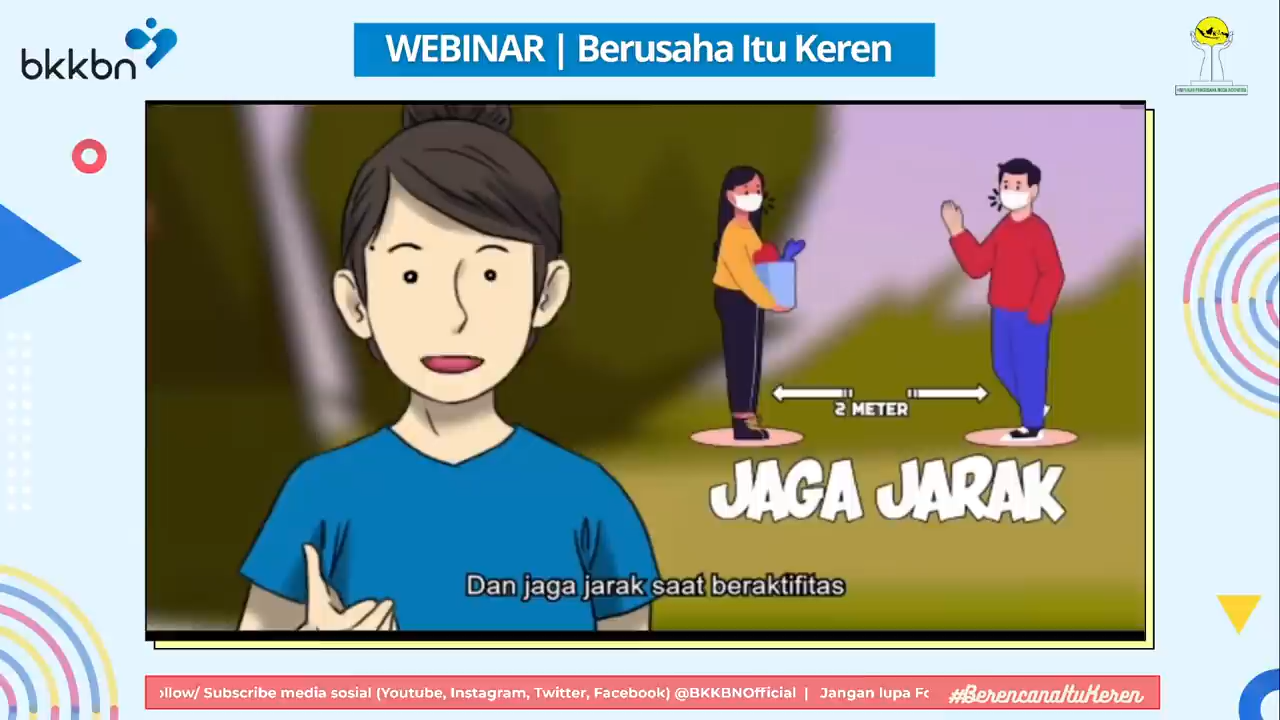 bkkbn
WEBINAR | Berusaha Itu Keren
2 METER
JAGA JARAK
Dan jaga jarak saat beraktifitas
ollow/ Subscribe media sosial (Youtube, Instagram, Twitter, Facebook) @BKKBNOfficial | Jangan lupa Fo
#BerencanaItuKeren